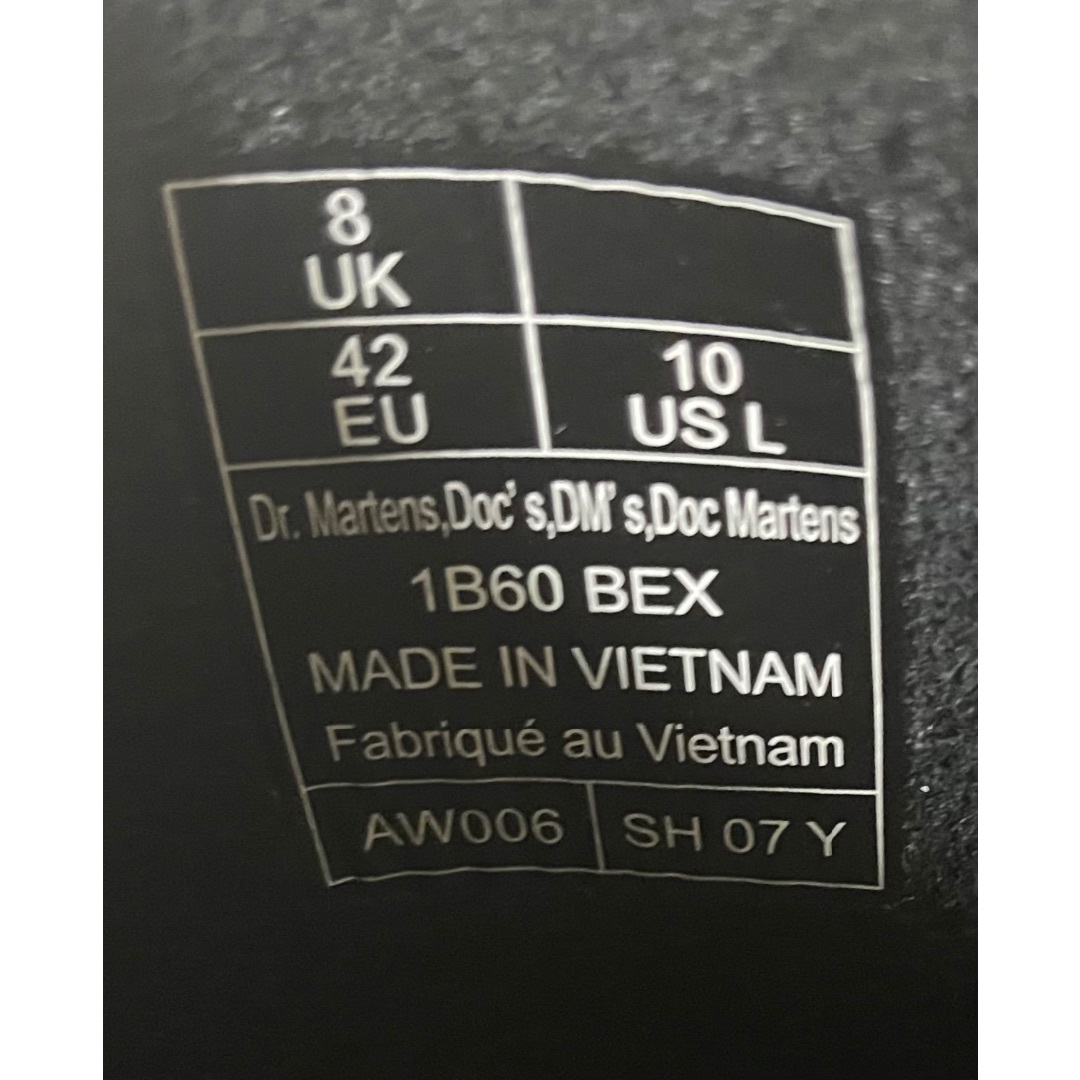 8
UK
42
EU
10
US L
Dr. Martens,Doc's,DM's,Doc Martens
1B60 BEX
MADE IN VIETNAM
Fabriqué au Vietnam
AW006 SH 07 Y